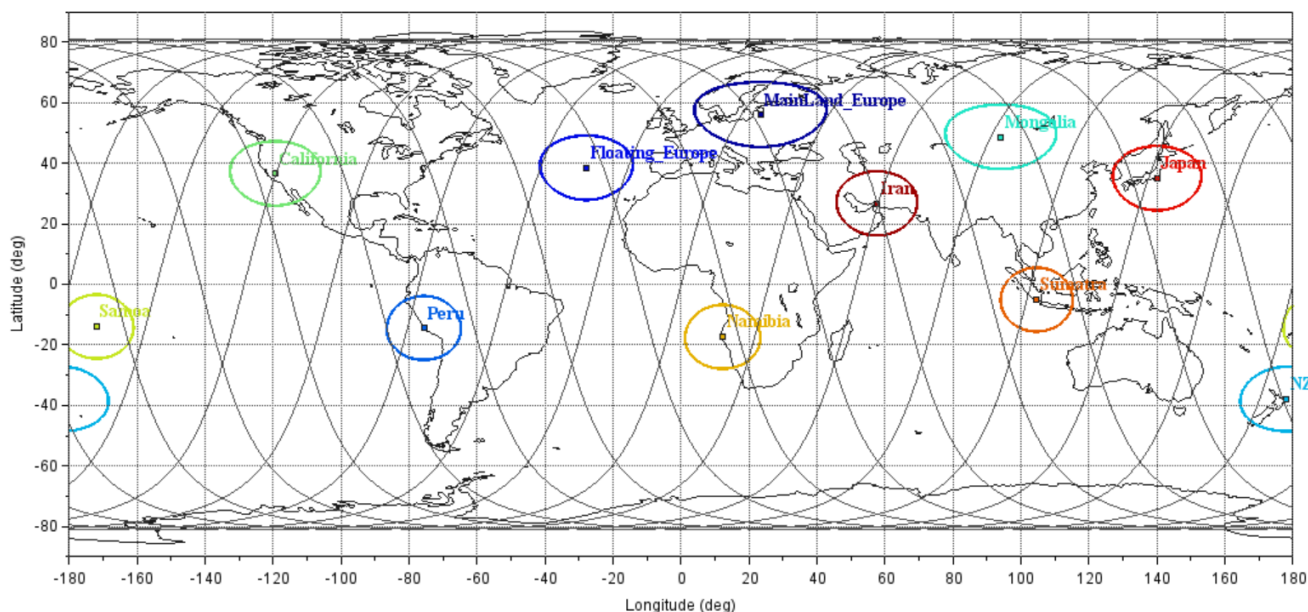 80
60
MainLand_Europe
Mongolia
40
California
Floating_Europe
Japan
Iran
20
Latitude (deg)
0
Samoa
Peru
Namibia
Sumatra
-20
-40
NZ
-60
-80
-180 -160 -140 -120 -100 -80 -60 -40 -20 0 20 40 60 80 100 120 140 160 180
Longitude (deg)